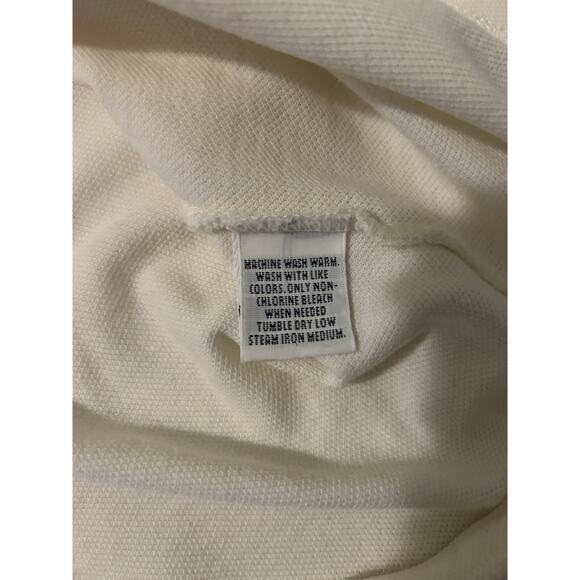 MACHINE WASH WARM.
WASH WITH LIKE
COLORS. ONLY NON-
CHLORINE BLEACH
WHEN NEEDED
TUMBLE DRY LOW
STEAM IRON MEDIUM.